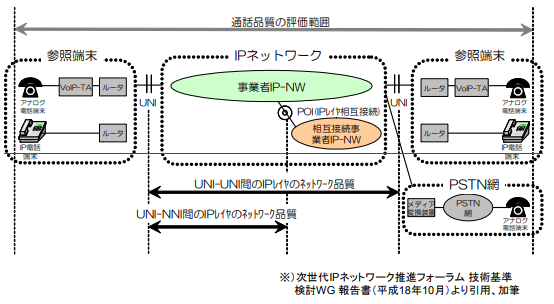 通話品質の評価範囲
参照端末
IPネットワーク
参照端末
アナログ
電話端末
VoIP-TA
ルータ
UNI
事業者IP-NW
POI(IPレイヤ相互接続)
相互接続事
業者IP-NW
UNI
ルータ
VoIP-TA
アナログ
電話端末
IP電話
端末
ルータ
ルータ
IP電話
端末
UNI-UNI間のIPレイヤのネットワーク品質
UNI-NNI間のIPレイヤのネットワーク品質
PSTN網
メディア
変換装置
PSTN
網
アナログ
電話端末
※)次世代IPネットワーク推進フォーラム 技術基準
検討WG 報告書(平成18年10月)より引用、加筆